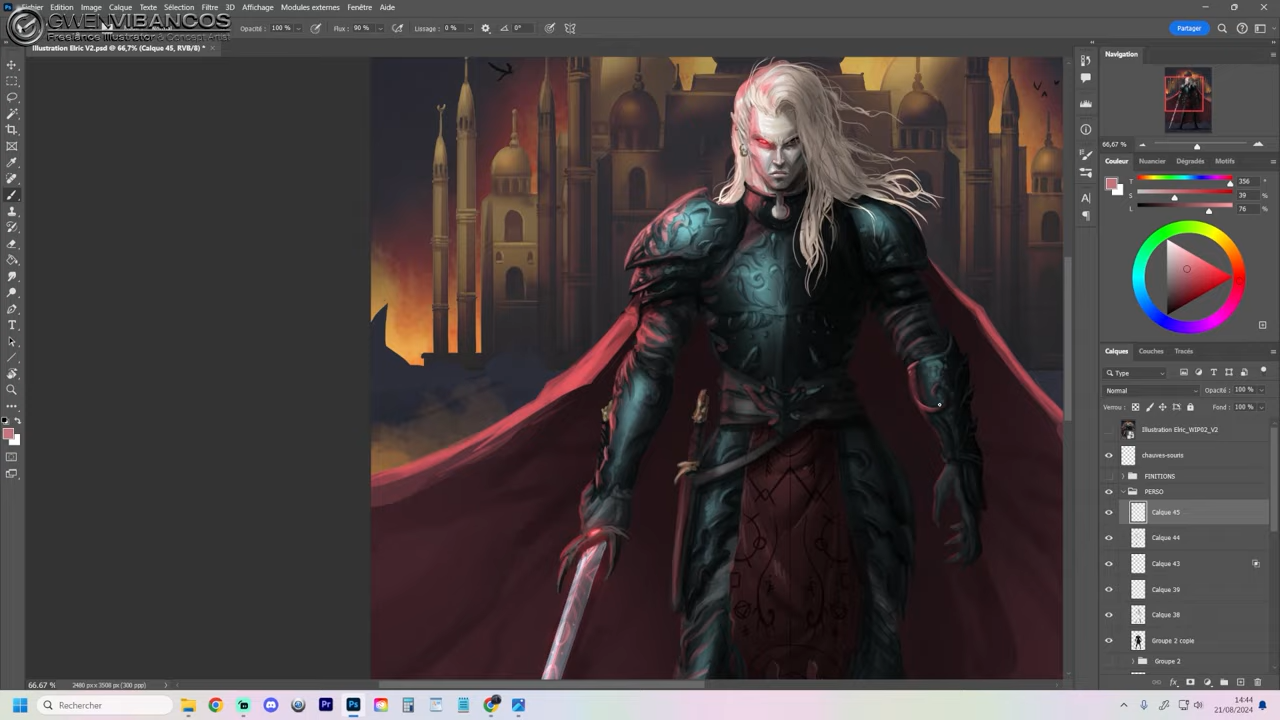 Fichier Edition Image Calque Texte Sélection Filtre 3D Affichage Modules externes Fenêtre Aide
GWENVIBANCOS
Freelance Illustrator & Concept Artist
Opacité : 100 % Flux : 90 % Lissage : 0 % 0° Partager
Illustration Elric V2.psd @ 66,7% (Calque 45, RVB/8) *
Navigation
66,67 %
Couleur Nuancier Dégradés Motifs
T 356 °
S 39 %
L 76 %
Calques Couches Tracés
Type
Normal Opacité : 100 %
Verrou : Fond : 100 %
Illustration Elric_WIP02_V2
chauves-souris
FINITIONS
PERSO
Calque 45
Calque 44
Calque 43
Calque 39
Calque 38
Groupe 2 copie
Groupe 2
66,67 % 2480 px x 3508 px (300 ppp)
Rechercher
14:44
21/08/2024